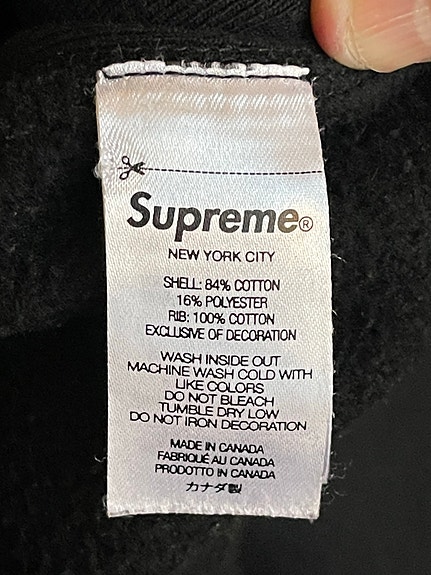 Supreme®
NEW YORK CITY
SHELL: 84% COTTON
16% POLYESTER
RIB: 100% COTTON
EXCLUSIVE OF DECORATION
WASH INSIDE OUT
MACHINE WASH COLD WITH
LIKE COLORS
DO NOT BLEACH
TUMBLE DRY LOW
DO NOT IRON DECORATION
MADE IN CANADA
FABRIQUÉ AU CANADA
PRODOTTO IN CANADA
カナダ製